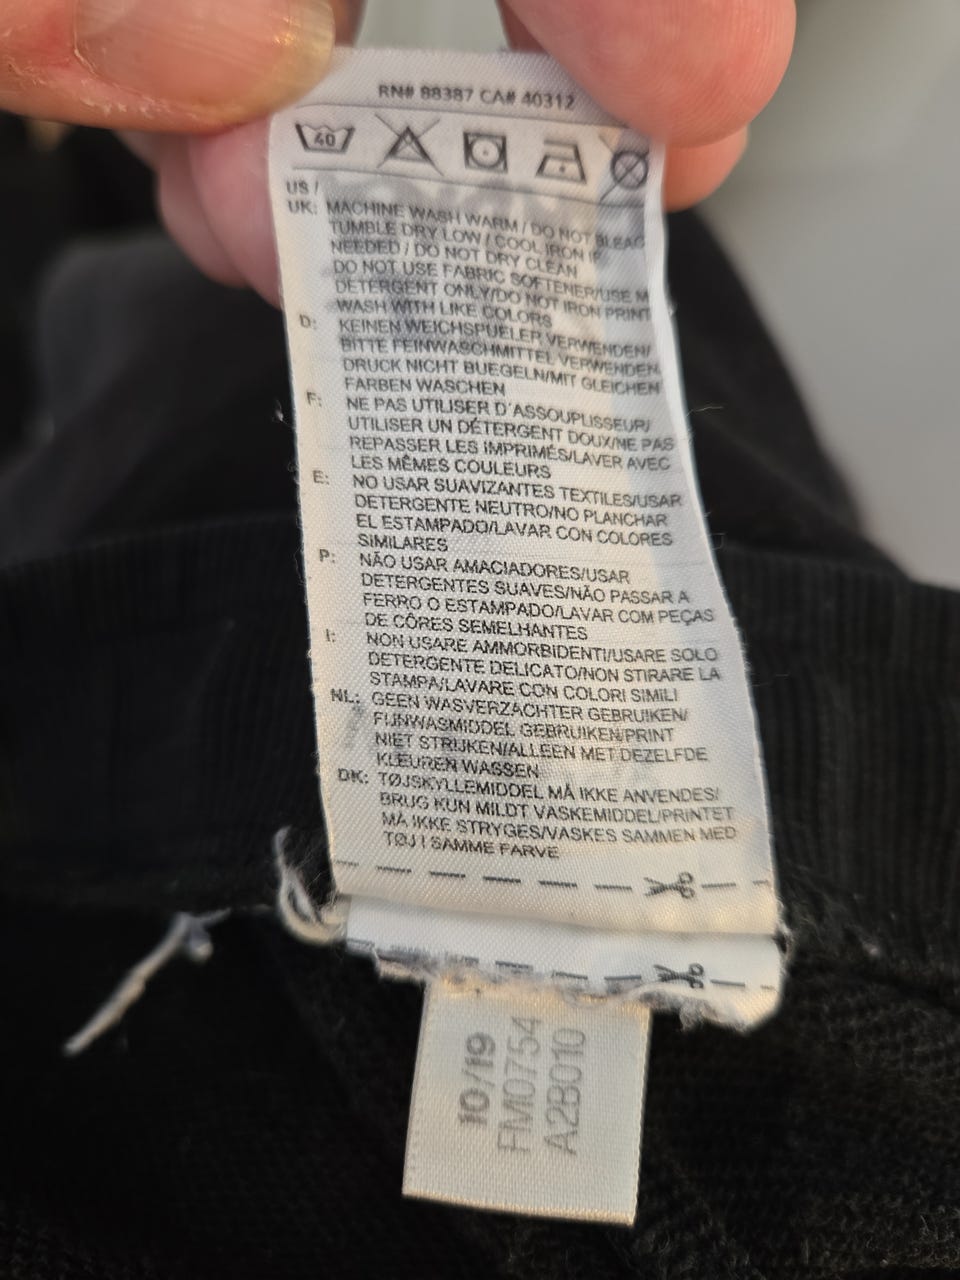 RN# 88387 CA# 40312
40
US /
UK: MACHINE WASH WARM / DO NOT BLEAC
TUMBLE DRY LOW / COOL IRON IF
NEEDED / DO NOT DRY CLEAN
DO NOT USE FABRIC SOFTENER/USE M
DETERGENT ONLY/DO NOT IRON PRINT
WASH WITH LIKE COLORS
D: KEINEN WEICHSPUELER VERWENDEN/
BITTE FEINWASCHMITTEL VERWENDEN
DRUCK NICHT BUEGELN/MIT GLEICHEN
FARBEN WASCHEN
F: NE PAS UTILISER D'ASSOUPLISSEUR/
UTILISER UN DÉTERGENT DOUX/NE PAS
REPASSER LES IMPRIMÉS/LAVER AVEC
LES MÊMES COULEURS
E: NO USAR SUAVIZANTES TEXTILES/USAR
DETERGENTE NEUTRO/NO PLANCHAR
EL ESTAMPADO/LAVAR CON COLORES
SIMILARES
P: NÃO USAR AMACIADORES/USAR
DETERGENTES SUAVES/NÃO PASSAR A
FERRO O ESTAMPADO/LAVAR COM PEÇAS
DE CÔRES SEMELHANTES
I: NON USARE AMMORBIDENTI/USARE SOLO
DETERGENTE DELICATO/NON STIRARE LA
STAMPA/LAVARE CON COLORI SIMILI
NL: GEEN WASVERZACHTER GEBRUIKEN/
FIJNWASMIDDEL GEBRUIKEN/PRINT
NIET STRIJKEN/ALLEEN MET DEZELFDE
KLEUREN WASSEN
DK: TØJSKYLLEMIDDEL MÅ IKKE ANVENDES/
BRUG KUN MILDT VASKEMIDDEL/PRINTET
MÅ IKKE STRYGES/VASKES SAMMEN MED
TØJ I SAMME FARVE
10/19
FM0754
A2B010